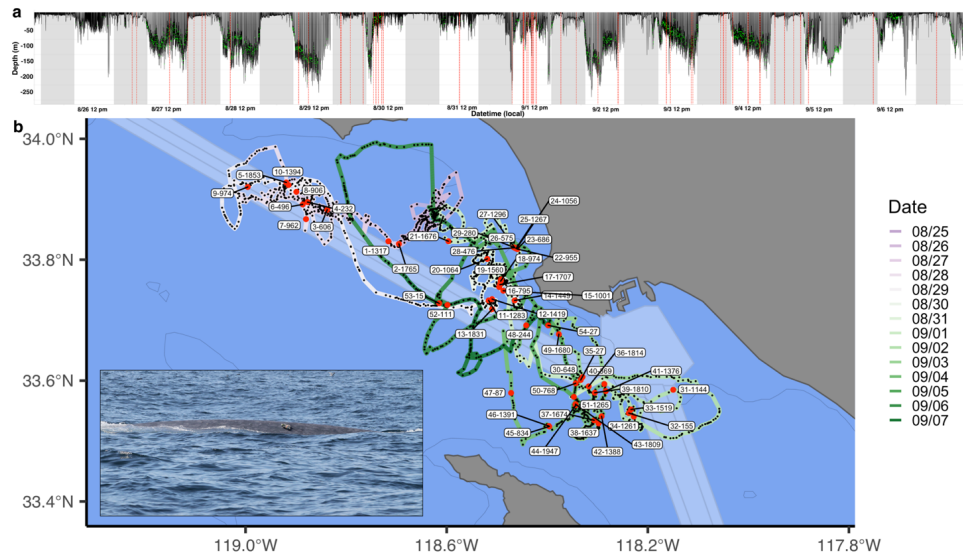 a
Depth (m)
0
-50
-100
-150
-200
-250
8/26 12 pm
8/27 12 pm
8/28 12 pm
8/29 12 pm
8/30 12 pm
8/31 12 pm
9/1 12 pm
9/2 12 pm
9/3 12 pm
9/4 12 pm
9/5 12 pm
9/6 12 pm
Datetime (local)
b
34.0°N
33.8°N
33.6°N
33.4°N
119.0°W
118.6°W
118.2°W
117.8°W
5-1853
10-1394
9-974
8-906
6-496
4-232
7-962
3-606
1-1317
2-1765
21-1676
29-280
28-476
27-1296
26-575
24-1056
25-1267
23-686
22-955
18-974
20-1064
19-1560
17-1707
16-795
14-1449
15-1001
53-15
52-111
11-1283
12-1419
13-1831
48-244
54-27
49-1680
35-27
36-1814
30-648
40-869
41-1376
50-768
39-1810
31-1144
47-87
51-1265
33-1519
46-1391
37-1674
34-1261
32-155
45-834
38-1637
43-1809
44-1947
42-1388
Date
08/25
08/26
08/27
08/28
08/29
08/30
08/31
09/01
09/02
09/03
09/04
09/05
09/06
09/07